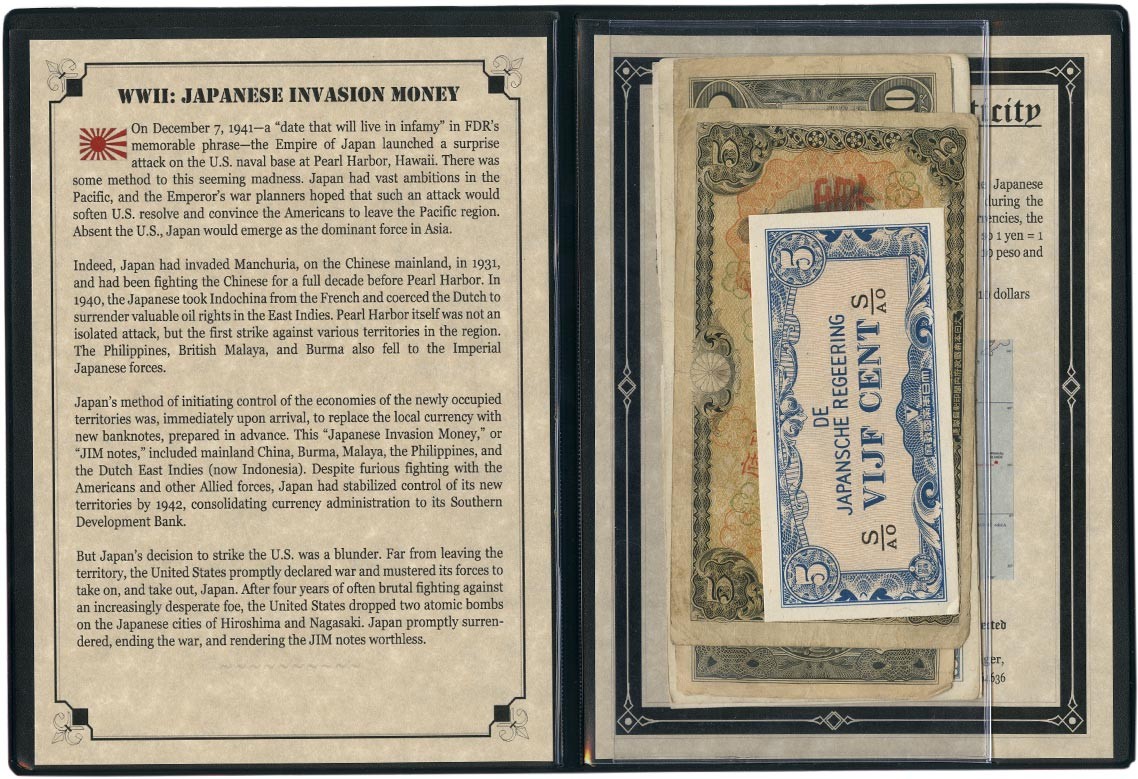 WWII: JAPANESE INVASION MONEY
On December 7, 1941—a “date that will live in infamy” in FDR’s
memorable phrase—the Empire of Japan launched a surprise
attack on the U.S. naval base at Pearl Harbor, Hawaii. There was
some method to this seeming madness. Japan had vast ambitions in the
Pacific, and the Emperor’s war planners hoped that such an attack would
soften U.S. resolve and convince the Americans to leave the Pacific region.
Absent the U.S., Japan would emerge as the dominant force in Asia.
Indeed, Japan had invaded Manchuria, on the Chinese mainland, in 1931,
and had been fighting the Chinese for a full decade before Pearl Harbor. In
1940, the Japanese took Indochina from the French and coerced the Dutch to
surrender valuable oil rights in the East Indies. Pearl Harbor itself was not an
isolated attack, but the first strike against various territories in the region.
The Philippines, British Malaya, and Burma also fell to the Imperial
Japanese forces.
Japan’s method of initiating control of the economies of the newly occupied
territories was, immediately upon arrival, to replace the local currency with
new banknotes, prepared in advance. This “Japanese Invasion Money,” or
“JIM notes,” included mainland China, Burma, Malaya, the Philippines, and
the Dutch East Indies (now Indonesia). Despite furious fighting with the
Americans and other Allied forces, Japan had stabilized control of its new
territories by 1942, consolidating currency administration to its Southern
Development Bank.
But Japan’s decision to strike the U.S. was a blunder. Far from leaving the
territory, the United States promptly declared war and mustered its forces to
take on, and take out, Japan. After four years of often brutal fighting against
an increasingly desperate foe, the United States dropped two atomic bombs
on the Japanese cities of Hiroshima and Nagasaki. Japan promptly surren-
dered, ending the war, and rendering the JIM notes worthless.
5
DE
JAPANSCHE REGEERING
S/AO VIJF CENT S/AO
5
V
Japanese
during the
the
1 yen = 1
peso and
dollars